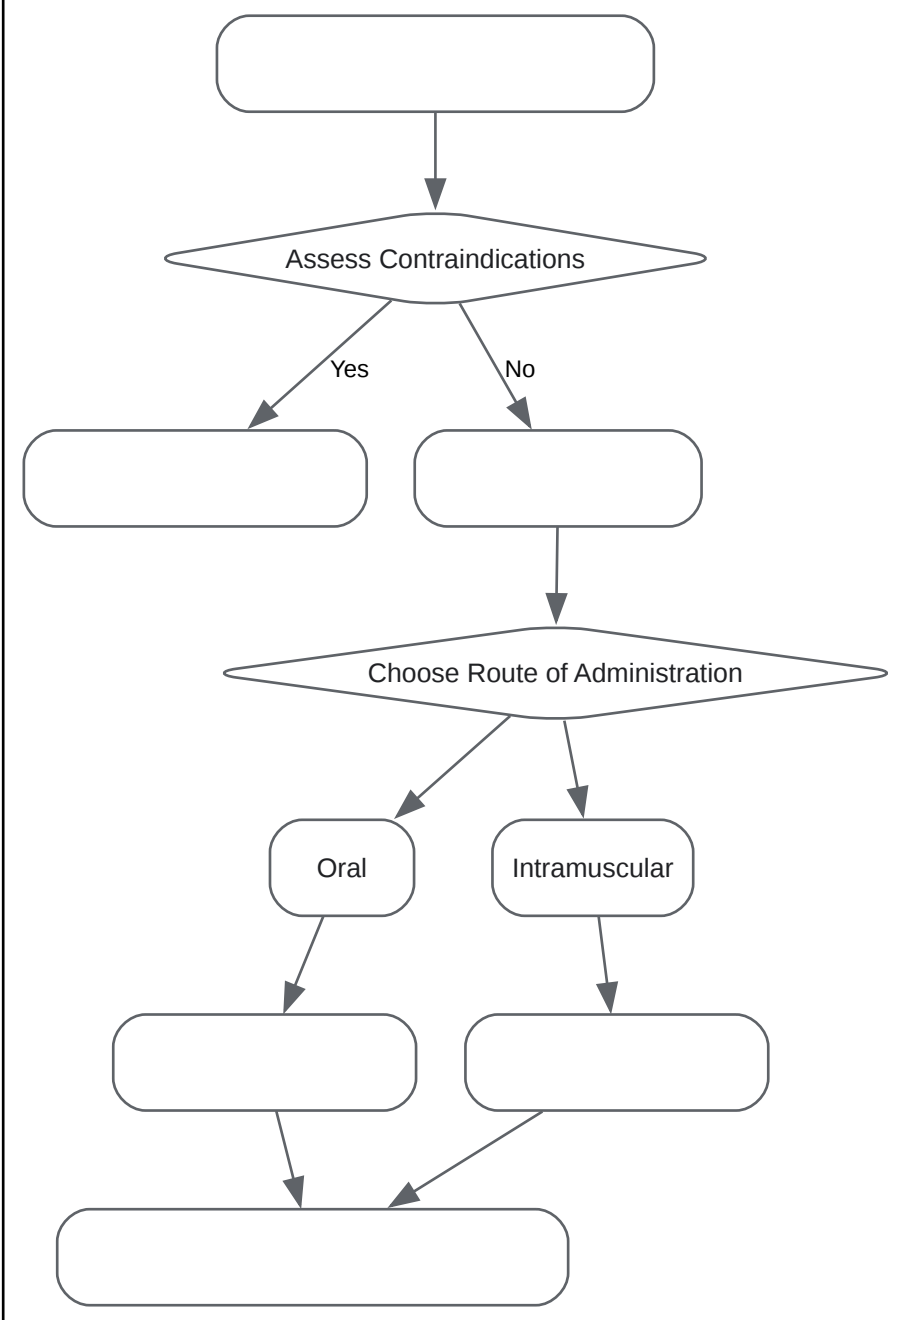 Assess Contraindications
Yes
No
Choose Route of Administration
Oral
Intramuscular